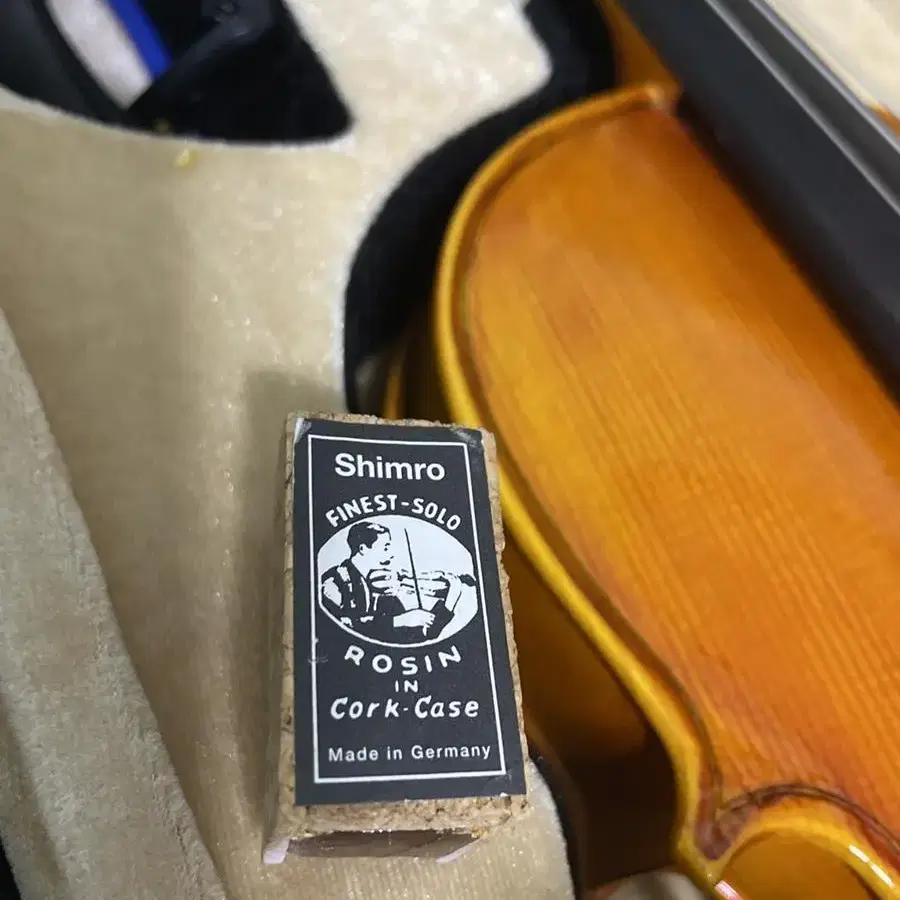 Shimro
FINEST-SOLO
ROSIN
IN
Cork-Case
Made in Germany